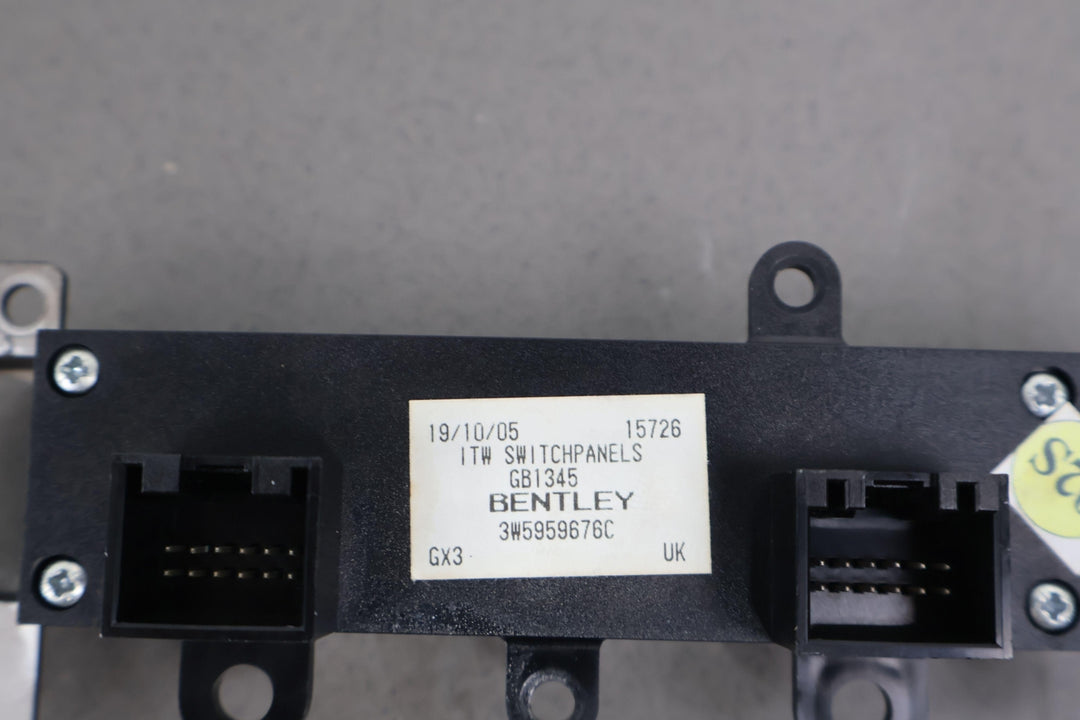 19/10/05 15726
ITW SWITCHPANELS
GB1345
BENTLEY
3W5959676C
GX3 UK